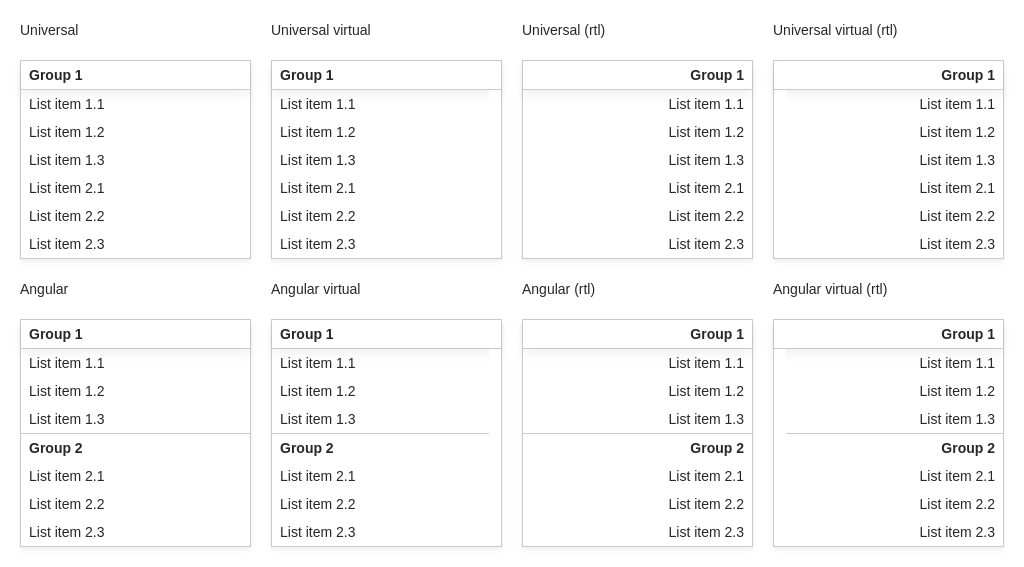 Universal
Group 1
List item 1.1
List item 1.2
List item 1.3
List item 2.1
List item 2.2
List item 2.3
Universal virtual
Group 1
List item 1.1
List item 1.2
List item 1.3
List item 2.1
List item 2.2
List item 2.3
Universal (rtl)
Group 1
List item 1.1
List item 1.2
List item 1.3
List item 2.1
List item 2.2
List item 2.3
Universal virtual (rtl)
Group 1
List item 1.1
List item 1.2
List item 1.3
List item 2.1
List item 2.2
List item 2.3
Angular
Group 1
List item 1.1
List item 1.2
List item 1.3
Group 2
List item 2.1
List item 2.2
List item 2.3
Angular virtual
Group 1
List item 1.1
List item 1.2
List item 1.3
Group 2
List item 2.1
List item 2.2
List item 2.3
Angular (rtl)
Group 1
List item 1.1
List item 1.2
List item 1.3
Group 2
List item 2.1
List item 2.2
List item 2.3
Angular virtual (rtl)
Group 1
List item 1.1
List item 1.2
List item 1.3
Group 2
List item 2.1
List item 2.2
List item 2.3